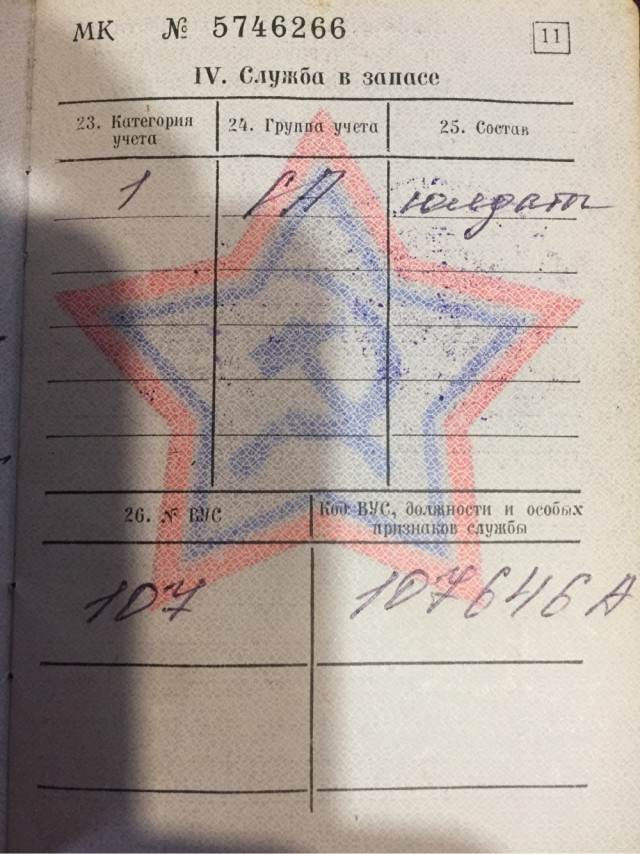 МК № 5746266
11
IV. Служба в запасе
23. Категория учета
24. Группа учета
25. Состав
1 СА солдаты
26. № ВУС
Код ВУС, должности и особых признаков службы
107 107646А